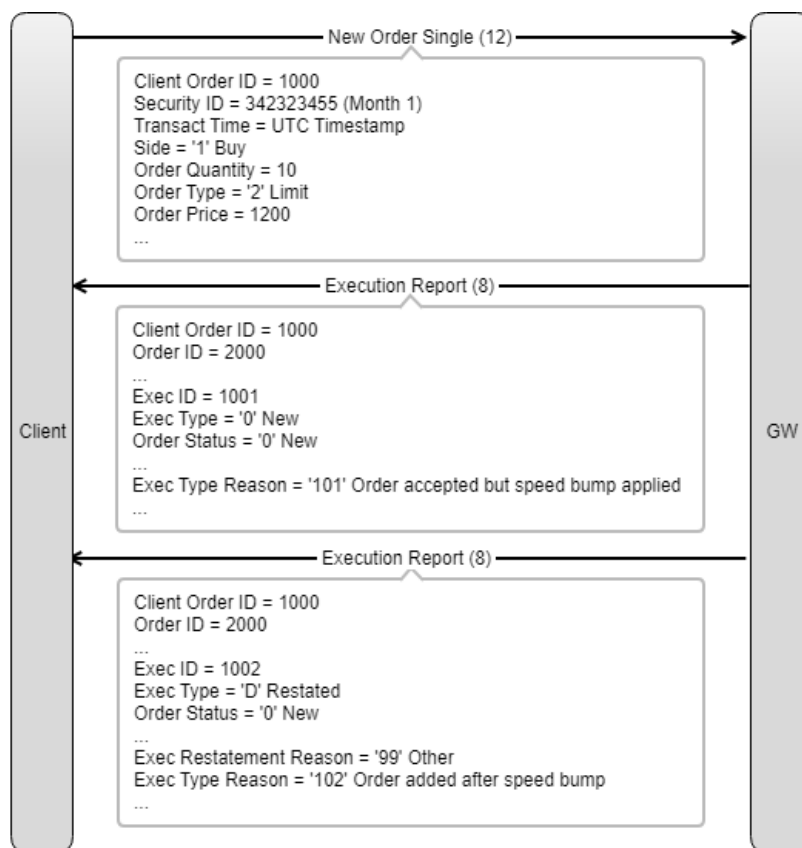 New Order Single (12)
Client Order ID = 1000
Security ID = 342323455 (Month 1)
Transact Time = UTC Timestamp
Side = '1' Buy
Order Quantity = 10
Order Type = '2' Limit
Order Price = 1200
...
Execution Report (8)
Client Order ID = 1000
Order ID = 2000
...
Exec ID = 1001
Exec Type = '0' New
Order Status = '0' New
...
Exec Type Reason = '101' Order accepted but speed bump applied
...
Client
GW
Execution Report (8)
Client Order ID = 1000
Order ID = 2000
...
Exec ID = 1002
Exec Type = 'D' Restated
Order Status = '0' New
...
Exec Restatement Reason = '99' Other
Exec Type Reason = '102' Order added after speed bump
...